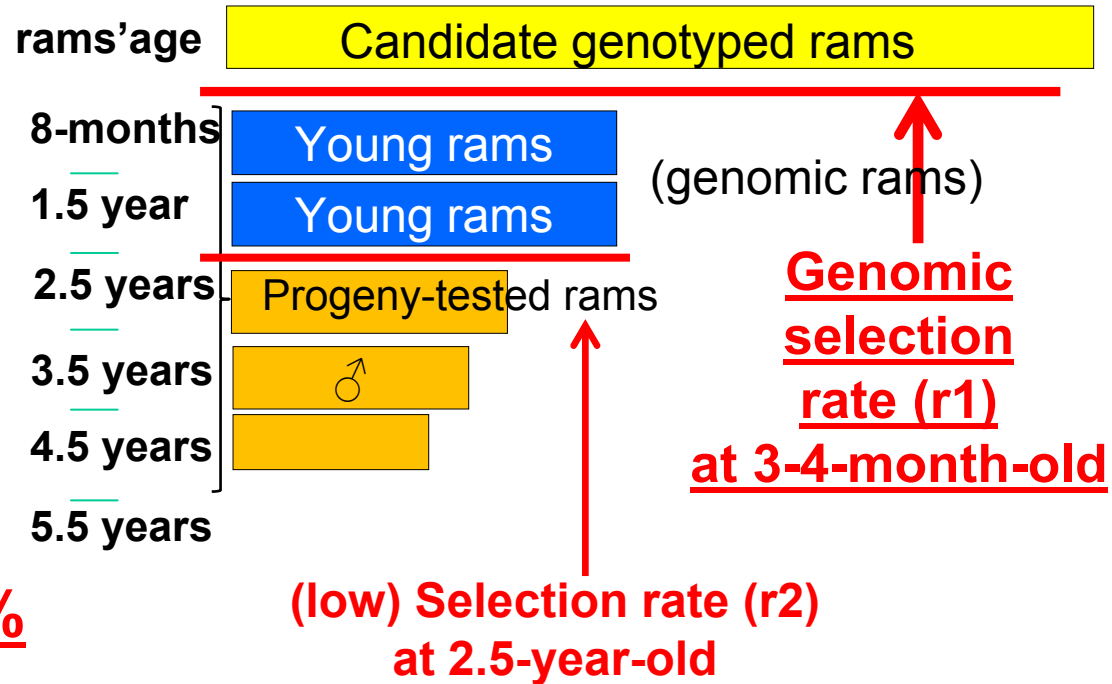 rams'age
Candidate genotyped rams
8-months
Young rams
(genomic rams)
1.5 year
Young rams
2.5 years
Progeny-tested rams
3.5 years
♂
4.5 years
5.5 years
Genomic
selection
rate (r1)
at 3-4-month-old
%
(low) Selection rate (r2)
at 2.5-year-old